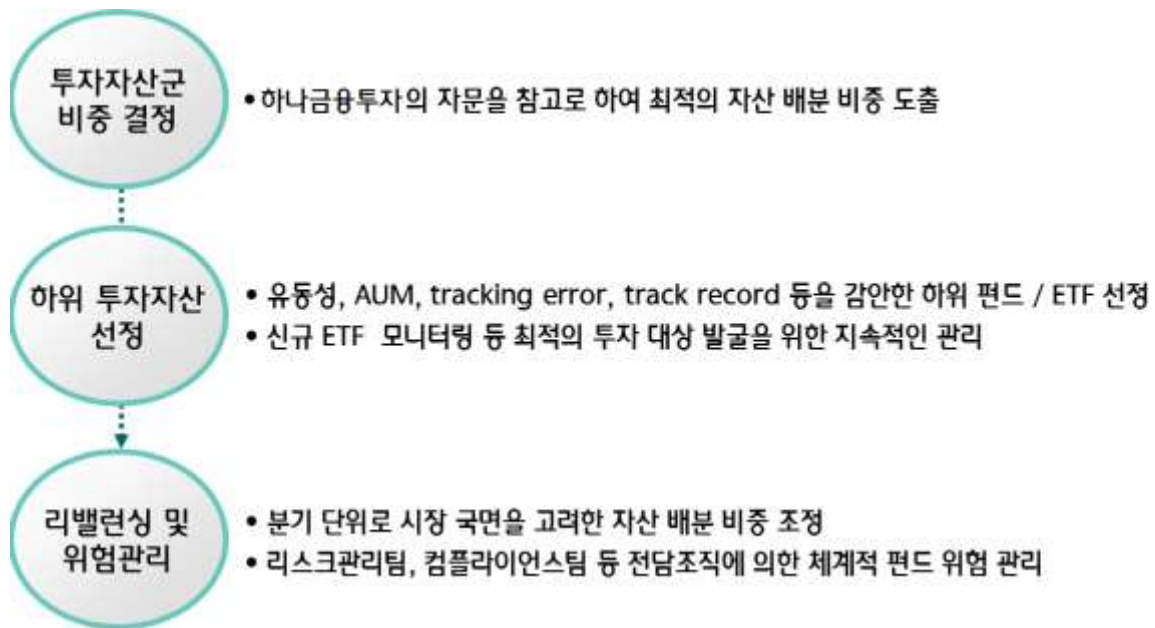 투자자산군
비중 결정
• 하나금융투자의 자문을 참고로 하여 최적의 자산 배분 비중 도출
하위 투자자산
선정
• 유동성, AUM, tracking error, track record 등을 감안한 하위 펀드 / ETF 선정
• 신규 ETF 모니터링 등 최적의 투자 대상 발굴을 위한 지속적인 관리
리밸런싱 및
위험관리
• 분기 단위로 시장 국면을 고려한 자산 배분 비중 조정
• 리스크관리팀, 컴플라이언스팀 등 전담조직에 의한 체계적 펀드 위험 관리